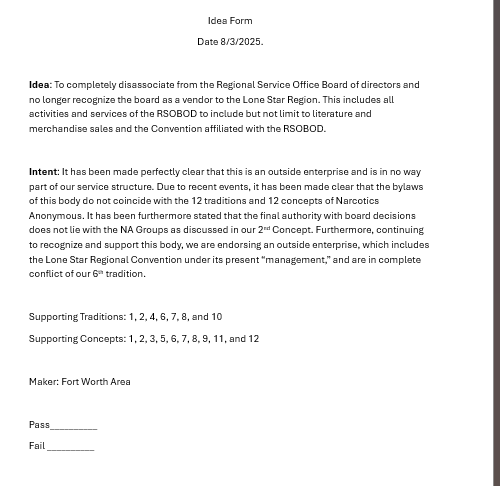 Idea Form
Date 8/3/2025.
Idea: To completely disassociate from the Regional Service Office Board of directors and
no longer recognize the board as a vendor to the Lone Star Region. This includes all
activities and services of the RSOBOD to include but not limit to literature and
merchandise sales and the Convention affiliated with the RSOBOD.
Intent: It has been made perfectly clear that this is an outside enterprise and is in no way
part of our service structure. Due to recent events, it has been made clear that the bylaws
of this body do not coincide with the 12 traditions and 12 concepts of Narcotics
Anonymous. It has been furthermore stated that the final authority with board decisions
does not lie with the NA Groups as discussed in our 2nd Concept. Furthermore, continuing
to recognize and support this body, we are endorsing an outside enterprise, which includes
the Lone Star Regional Convention under its present “management,” and are in complete
conflict of our 6th tradition.
Supporting Traditions: 1, 2, 4, 6, 7, 8, and 10
Supporting Concepts: 1, 2, 3, 5, 6, 7, 8, 9, 11, and 12
Maker: Fort Worth Area
Pass__________
Fail __________